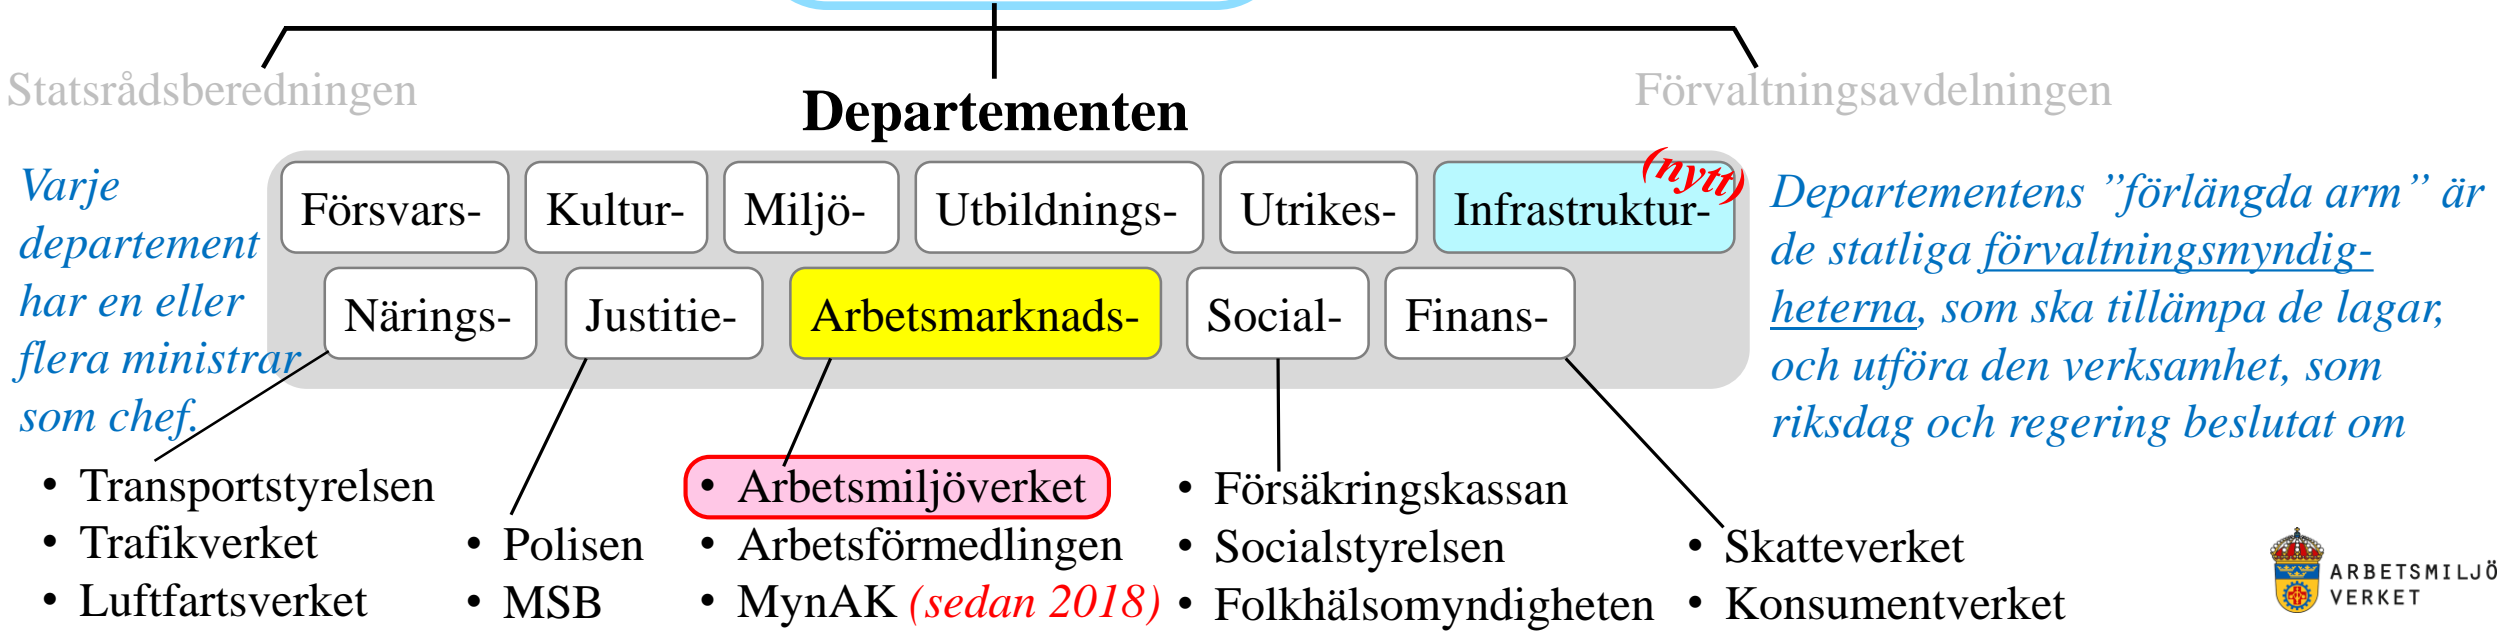 Statsrådsberedningen
Förvaltningsavdelningen
Departementen
Varje
departement
har en eller
flera ministrar
som chef.
Försvars-
Kultur-
Miljö-
Utbildnings-
Utrikes-
Infrastruktur-
(nytt)
Närings-
Justitie-
Arbetsmarknads-
Social-
Finans-
Departementens ”förlängda arm” är
de statliga förvaltningsmyndig-
heterna, som ska tillämpa de lagar,
och utföra den verksamhet, som
riksdag och regering beslutat om
• Transportstyrelsen
• Trafikverket
• Luftfartsverket
• Polisen
• MSB
• Arbetsmiljöverket
• Arbetsförmedlingen
• MynAK (sedan 2018)
• Försäkringskassan
• Socialstyrelsen
• Folkhälsomyndigheten
• Skatteverket
• Konsumentverket
ARBETSMILJÖ
VERKET